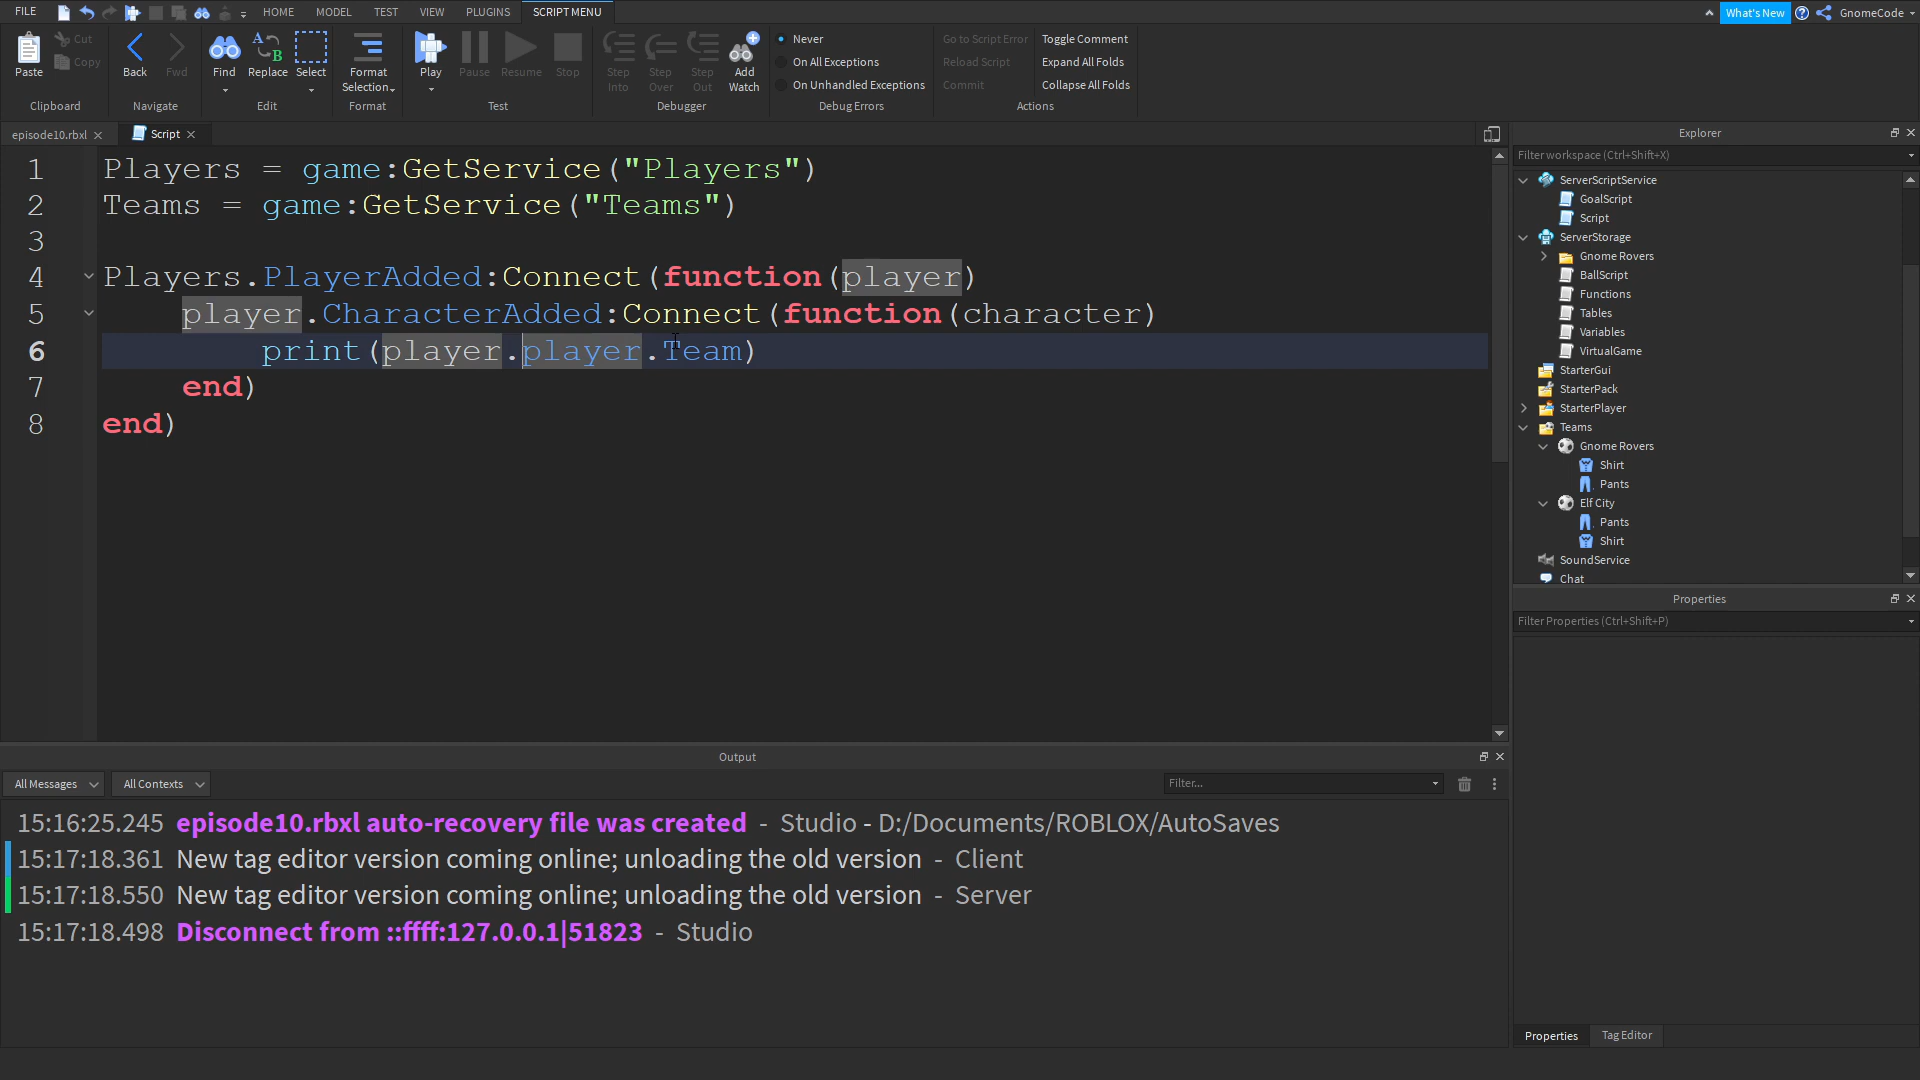 FILE HOME MODEL TEST VIEW PLUGINS SCRIPT MENU What's New GnomeCode
Paste Cut Copy Back Fwd Find Replace Select Format Selection Play Pause Resume Stop Step Into Step Over Step Out Add Watch
Never
On All Exceptions
On Unhandled Exceptions
Go to Script Error
Reload Script
Commit
Toggle Comment
Expand All Folds
Collapse All Folds
Clipboard Navigate Edit Format Test Debugger Debug Errors Actions
episode10.rbxl Script
1 Players = game:GetService("Players")
2 Teams = game:GetService("Teams")
3
4 Players.PlayerAdded:Connect(function(player)
5 player.CharacterAdded:Connect(function(character)
6 print(player.player.Team)
7 end)
8 end)
Explorer
Filter workspace (Ctrl+Shift+X)
ServerScriptService
GoalScript
Script
ServerStorage
Gnome Rovers
BallScript
Functions
Tables
Variables
VirtualGame
StarterGui
StarterPack
StarterPlayer
Teams
Gnome Rovers
Shirt
Pants
Elf City
Pants
Shirt
SoundService
Chat
Properties
Filter Properties (Ctrl+Shift+P)
Properties Tag Editor
Output
All Messages All Contexts Filter...
15:16:25.245 episode10.rbxl auto-recovery file was created - Studio - D:/Documents/ROBLOX/AutoSaves
15:17:18.361 New tag editor version coming online; unloading the old version - Client
15:17:18.550 New tag editor version coming online; unloading the old version - Server
15:17:18.498 Disconnect from ::ffff:127.0.0.1|51823 - Studio